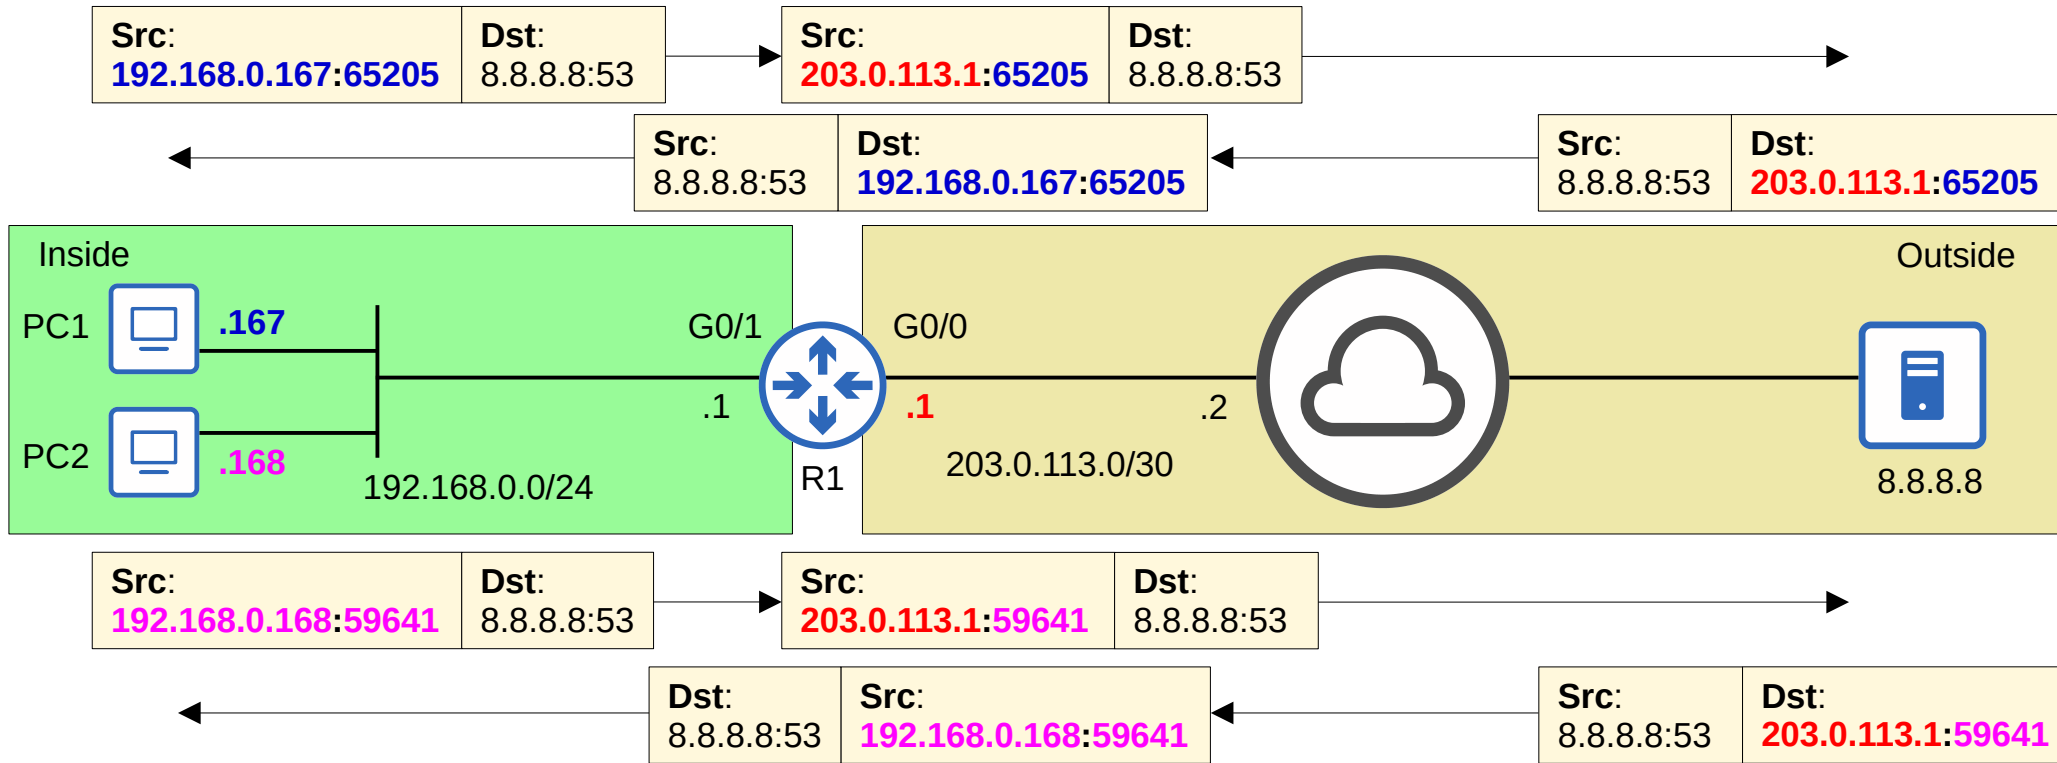 Src: Dst: Src: Dst:
192.168.0.167:65205 8.8.8.8:53 203.0.113.1:65205 8.8.8.8:53
Src: Dst: Src: Dst:
8.8.8.8:53 192.168.0.167:65205 8.8.8.8:53 203.0.113.1:65205
Inside Outside
PC1 .167 G0/1 G0/0
.1 .1 .2
PC2 .168 192.168.0.0/24 R1 203.0.113.0/30 8.8.8.8
Src: Dst: Src: Dst:
192.168.0.168:59641 8.8.8.8:53 203.0.113.1:59641 8.8.8.8:53
Dst: Src: Src: Dst:
8.8.8.8:53 192.168.0.168:59641 8.8.8.8:53 203.0.113.1:59641